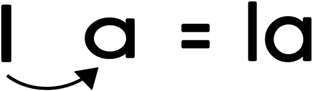 l a = la